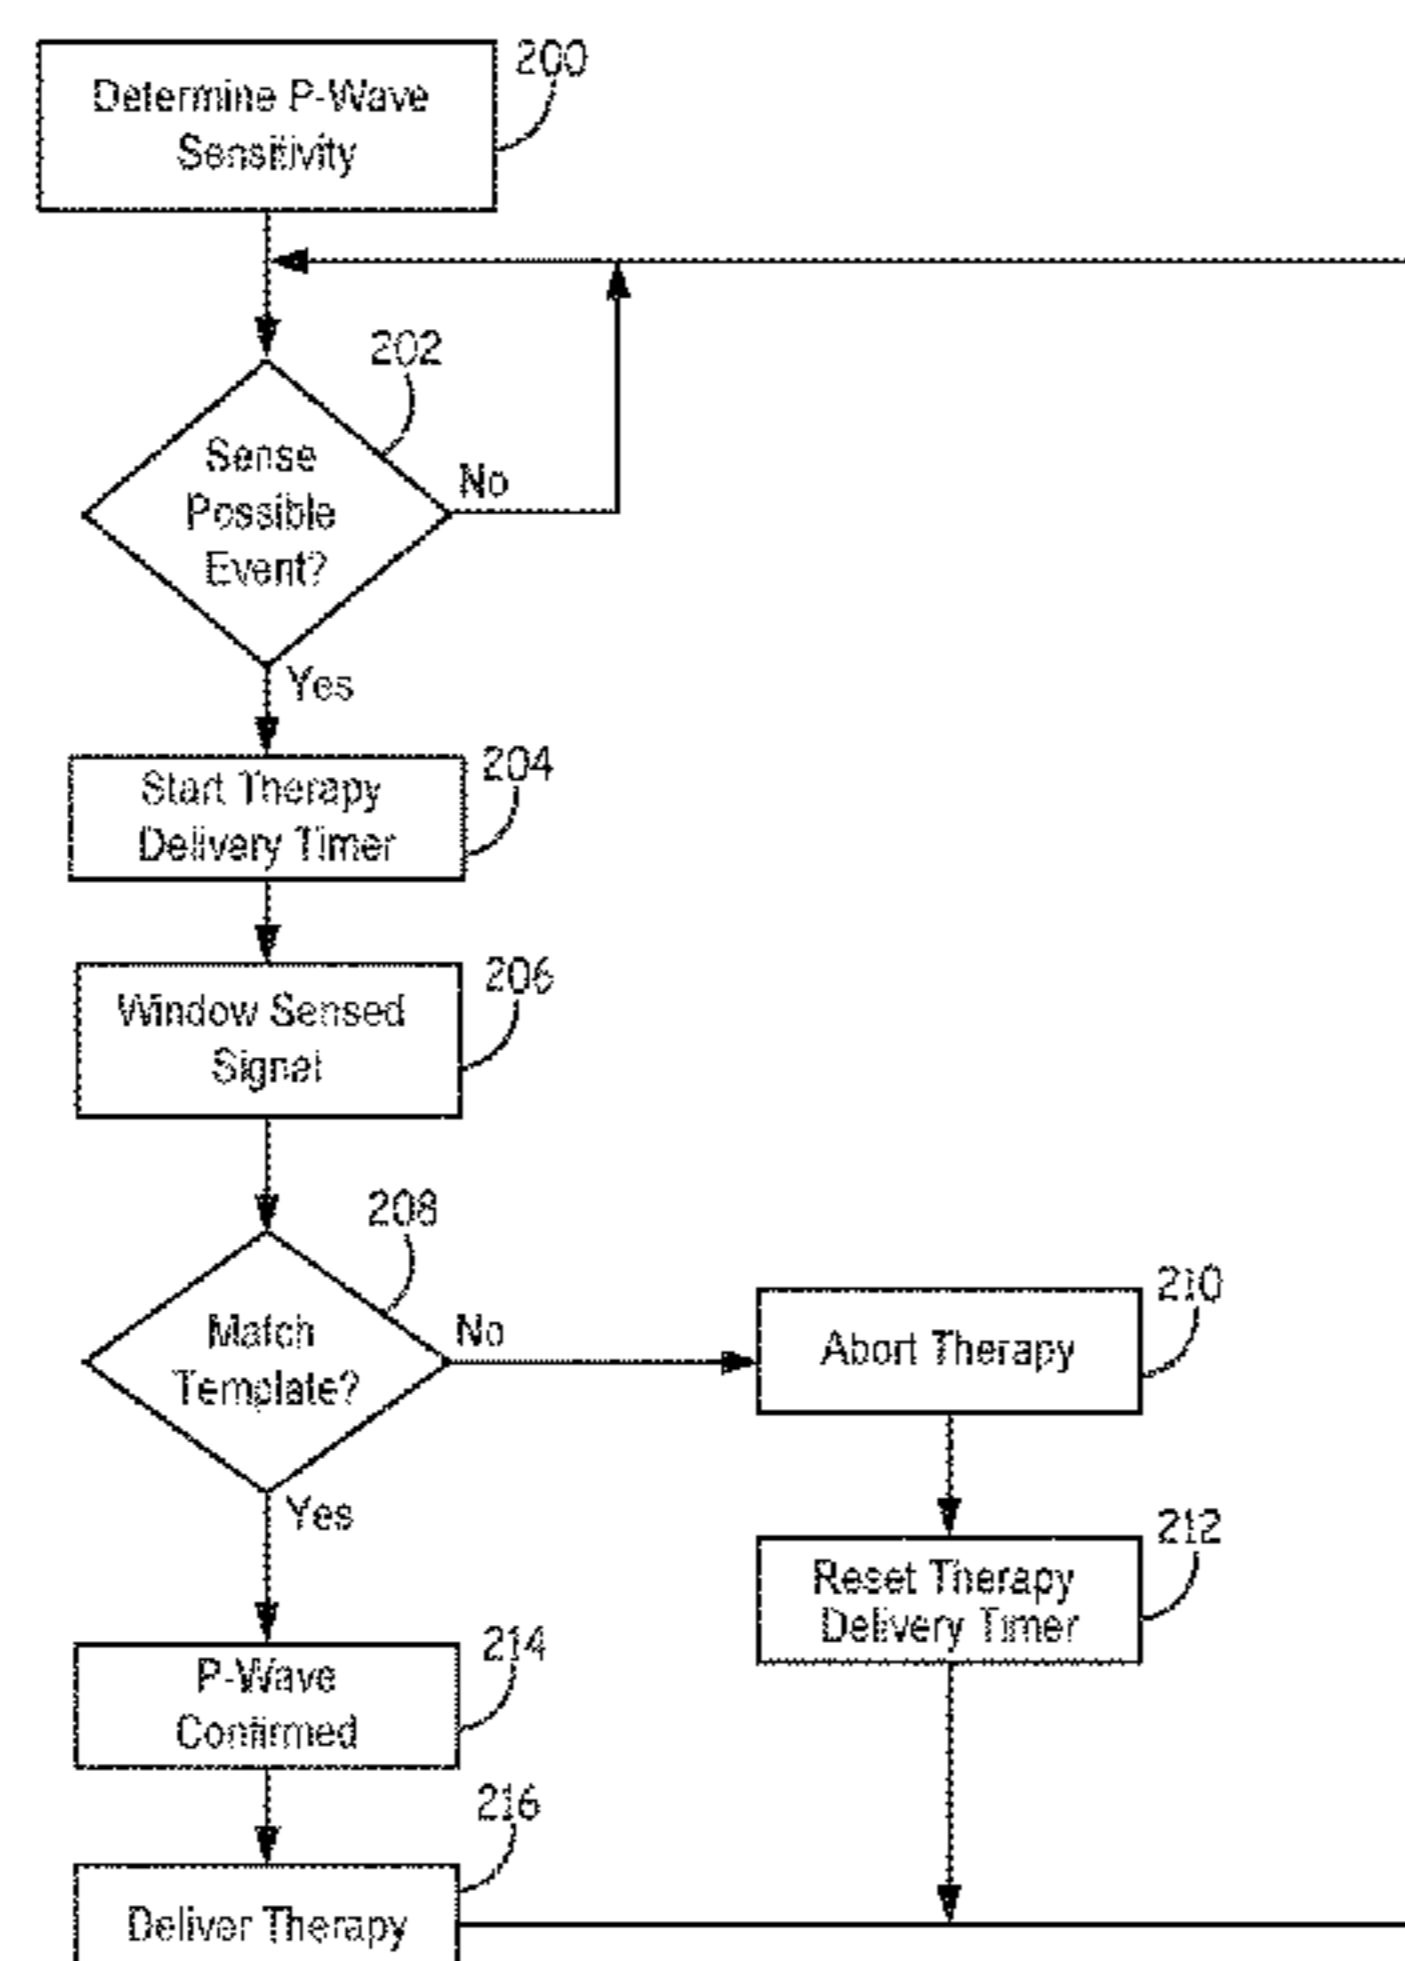 200
Determine P-Wave
Sensitivity
202
Sense
Possible
Event?
No
Yes
204
Start Therapy
Delivery Timer
206
Window Sensed
Signal
208
Match
Template?
No
210
Abort Therapy
Yes
212
Reset Therapy
Delivery Timer
214
P-Wave
Confirmed
216
Deliver Therapy